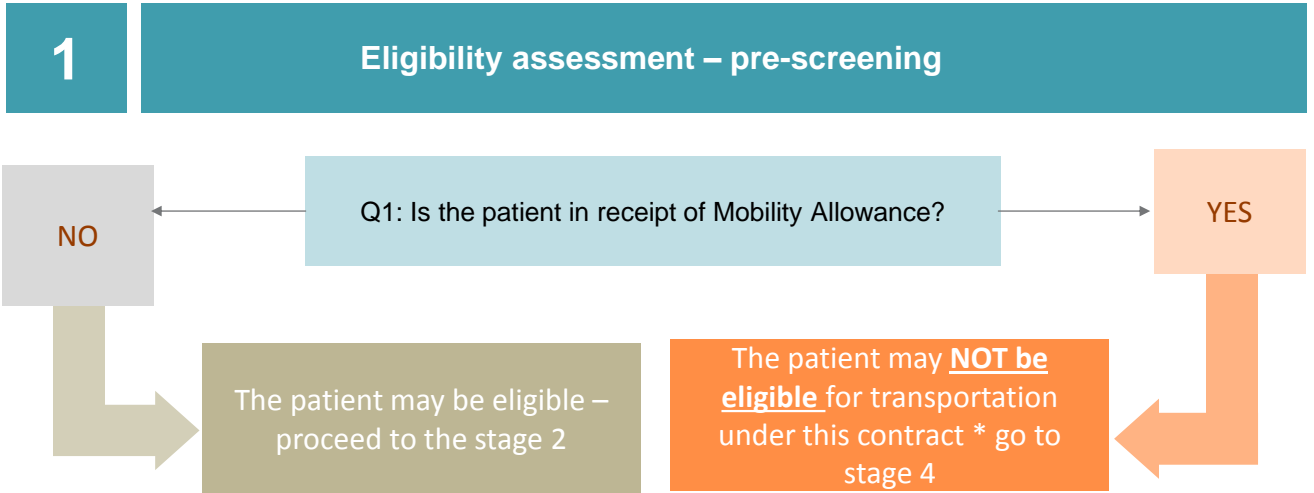 1
Eligibility assessment – pre-screening
NO
Q1: Is the patient in receipt of Mobility Allowance?
YES
The patient may be eligible –
proceed to the stage 2
The patient may NOT be
eligible for transportation
under this contract * go to
stage 4